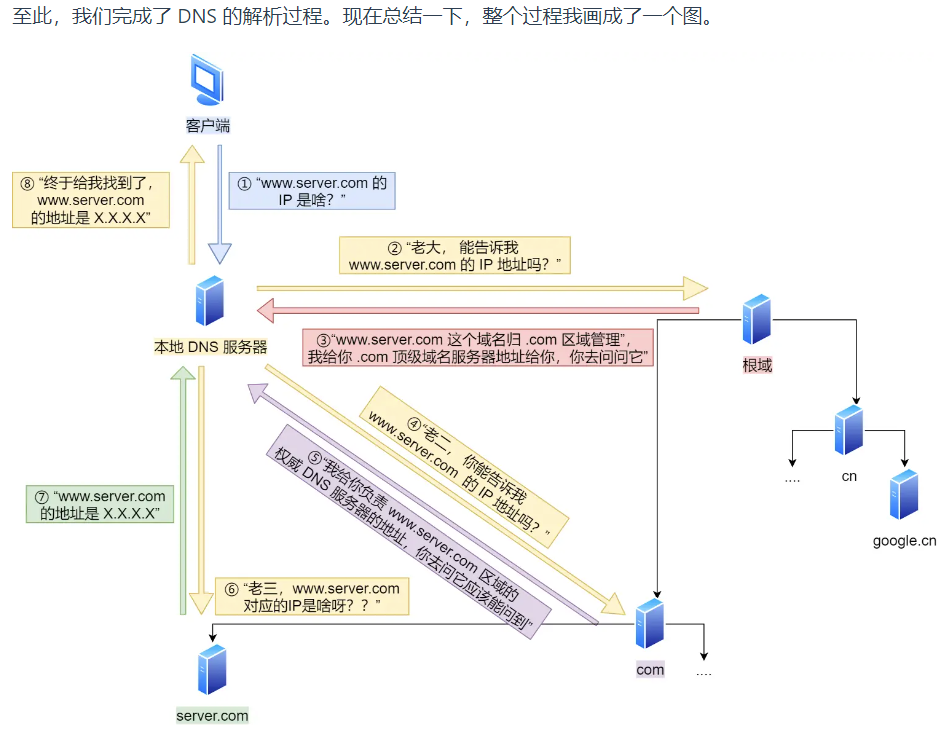 至此，我们完成了 DNS 的解析过程。现在总结一下，整个过程我画成了一个图。
客户端
⑧ “终于给我找到了，
www.server.com
的地址是 X.X.X.X”
① “www.server.com 的
IP 是啥？”
② “老大， 能告诉我
www.server.com 的 IP 地址吗？”
本地 DNS 服务器
③“www.server.com 这个域名归 .com 区域管理”，
我给你 .com 顶级域名服务器地址给你，你去问问它”
根域
④“老二， 你能告诉我
www.server.com 的 IP 地址吗？”
⑤“我给你负责 www.server.com 区域的
权威 DNS 服务器的地址，你去问它应该能问到”
....
cn
google.cn
⑦ “www.server.com
的地址是 X.X.X.X”
⑥ “老三，www.server.com
对应的IP是啥呀？？”
com
....
server.com